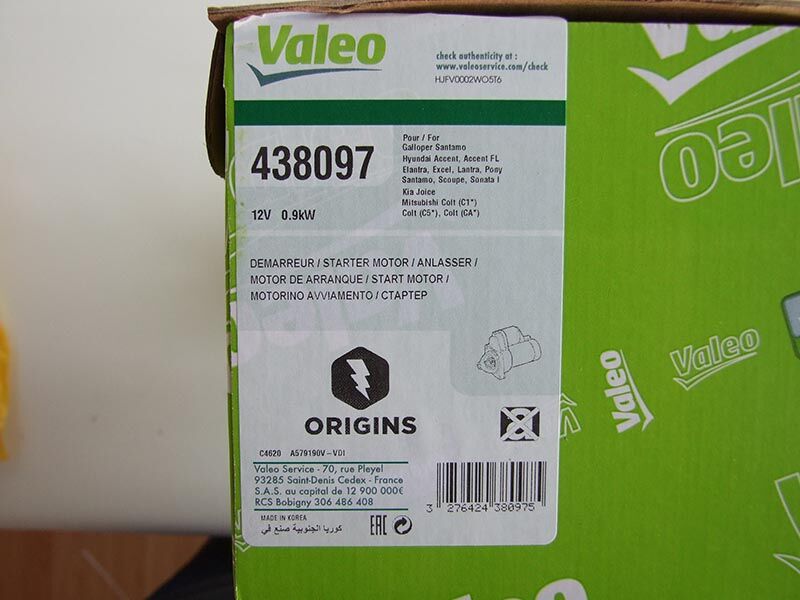 Valeo
check authenticity at :
www.valeoservice.com/check
HJFV0002WO5T6
438097
12V 0.9kW
Pour / For
Galloper Santamo
Hyundai Accent, Accent FL
Elantra, Excel, Lantra, Pony
Santamo, Scoupe, Sonata I
Kia Joice
Mitsubishi Colt (C1*)
Colt (C5*), Colt (CA*)
DEMARREUR / STARTER MOTOR / ANLASSER /
MOTOR DE ARRANQUE / START MOTOR /
MOTORINO AVVIAMENTO / СТАРТЕР
ORIGINS
C4620 A579190V-VDI
Valeo Service - 70, rue Pleyel
93285 Saint-Denis Cedex - France
S.A.S. au capital de 12 900 000€
RCS Bobigny 306 486 408
MADE IN KOREA
كوريا الجنوبية صنع في
EAC
3 276424 380975
Valeo
Valeo
Valeo